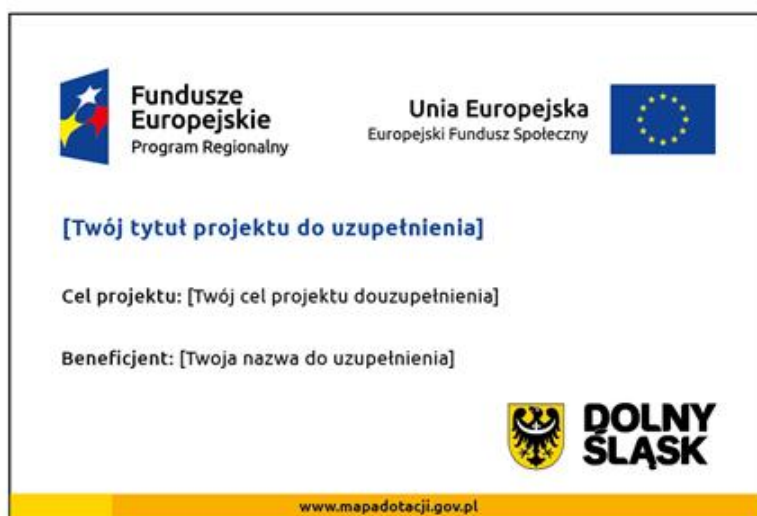 Fundusze
Europejskie
Program Regionalny
Unia Europejska
Europejski Fundusz Społeczny
[Twój tytuł projektu do uzupełnienia]
Cel projektu: [Twój cel projektu douzupełnienia]
Beneficjent: [Twoja nazwa do uzupełnienia]
DOLNY
ŚLĄSK
www.mapadotacji.gov.pl